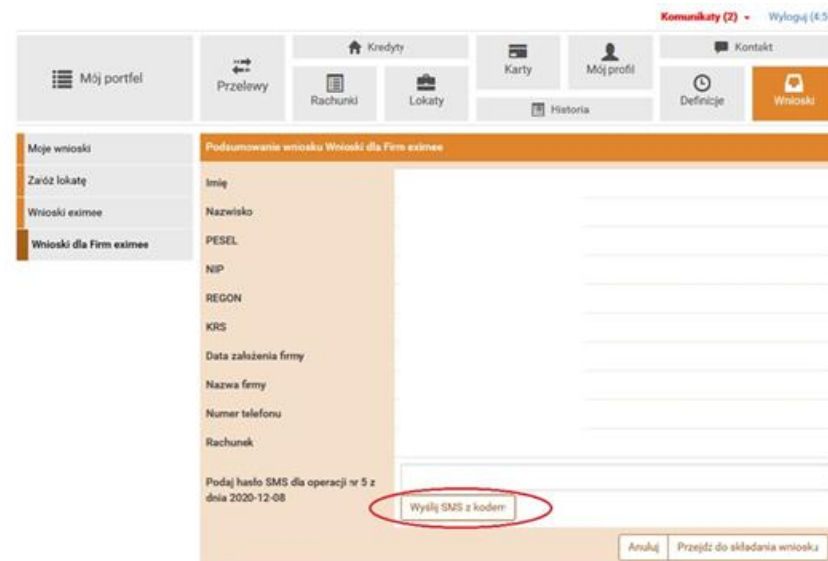 Komunikaty (2) Wyloguj (4:5
Mój portfel
Przelewy
Kredyty
Rachunki
Lokaty
Karty
Mój profil
Historia
Kontakt
Definicje
Wnioski
Moje wnioski
Załóż lokatę
Wnioski eximee
Wnioski dla Firm eximee
Podsumowanie wniosku Wnioski dla Firm eximee
Imię
Nazwisko
PESEL
NIP
REGON
KRS
Data założenia firmy
Nazwa firmy
Numer telefonu
Rachunek
Podaj hasło SMS dla operacji nr 5 z
dnia 2020-12-08
Wyślij SMS z kodem
Anuluj Przejdź do składania wniosku